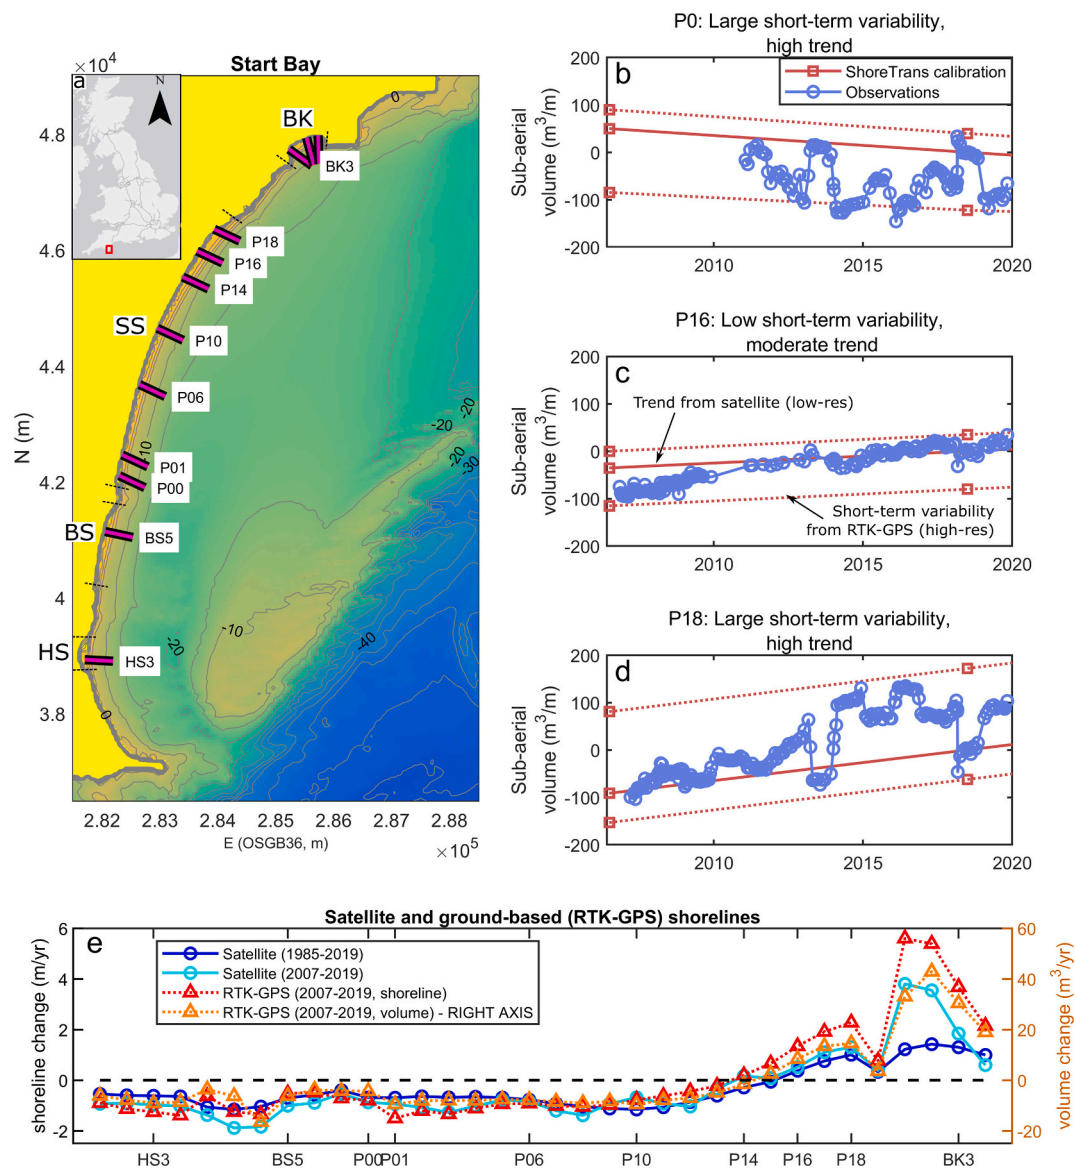 Start Bay
×10⁴
a
N
BK
BK3
P18
P16
P14
SS
P10
P06
P01
P00
BS
BS5
HS
HS3
0
-10
-20
-20
-20
-30
-10
-20
-40
0
4.8
4.6
4.4
4.2
4
3.8
N (m)
2.82 2.83 2.84 2.85 2.86 2.87 2.88
E (OSGB36, m)
×10⁵
P0: Large short-term variability,
high trend
b
ShoreTrans calibration
Observations
Sub-aerial
volume (m³/m)
200
100
0
-100
-200
2010 2015 2020
P16: Low short-term variability,
moderate trend
c
Trend from satellite (low-res)
Short-term variability
from RTK-GPS (high-res)
Sub-aerial
volume (m³/m)
200
100
0
-100
-200
2010 2015 2020
P18: Large short-term variability,
high trend
d
Sub-aerial
volume (m³/m)
200
100
0
-100
-200
2010 2015 2020
Satellite and ground-based (RTK-GPS) shorelines
e
Satellite (1985-2019)
Satellite (2007-2019)
RTK-GPS (2007-2019, shoreline)
RTK-GPS (2007-2019, volume) - RIGHT AXIS
shoreline change (m/yr)
6
4
2
0
-2
volume change (m³/yr)
60
40
20
0
-20
HS3 BS5 P00 P01 P06 P10 P14 P16 P18 BK3